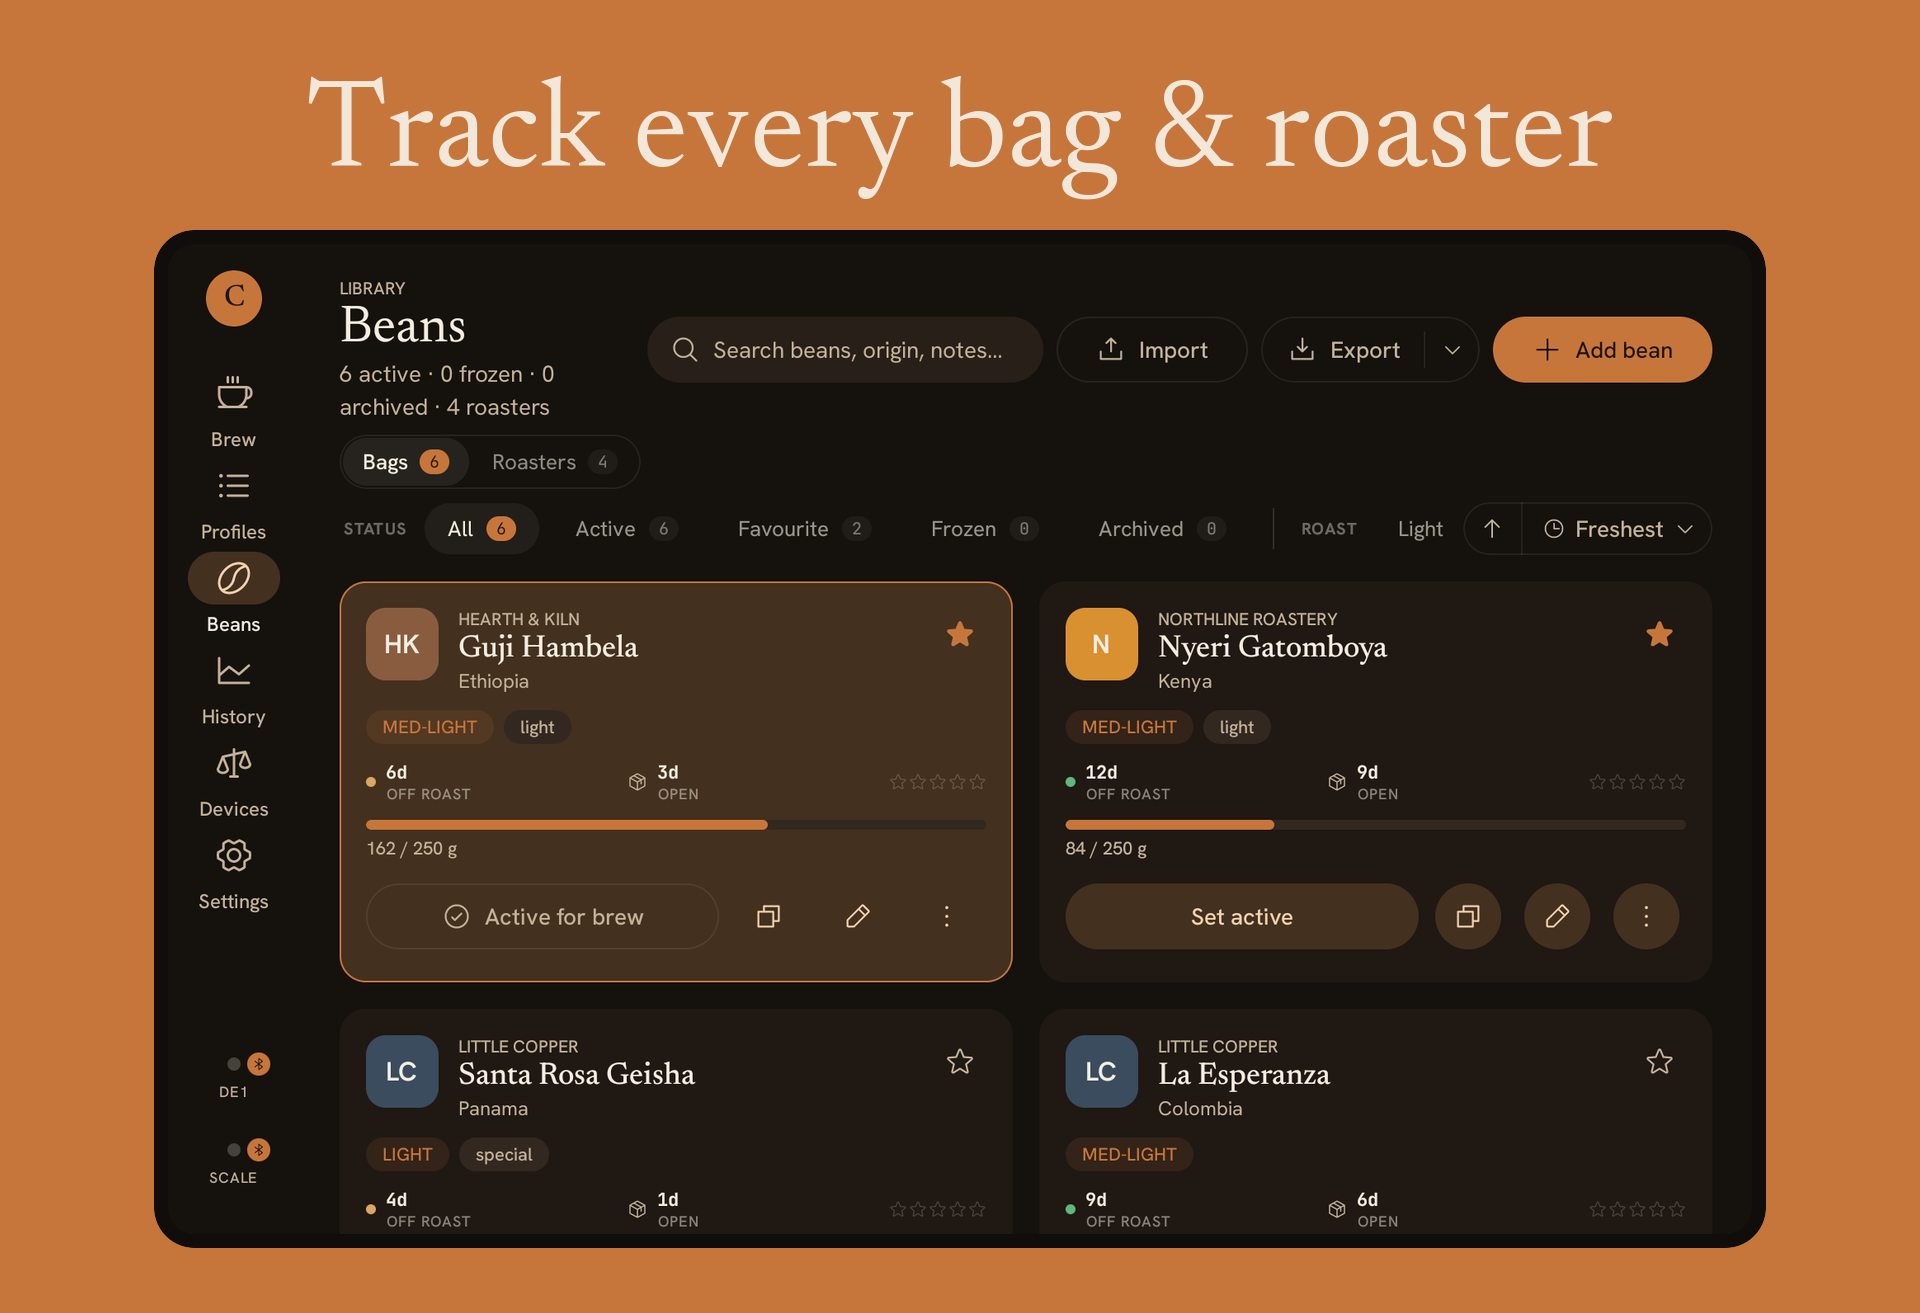 Track every bag & roaster
C
LIBRARY
Beans
6 active · 0 frozen · 0
archived · 4 roasters
Search beans, origin, notes...
Import
Export
Add bean
Brew
Profiles
Beans
History
Devices
Settings
DE1
SCALE
Bags 6
Roasters 4
STATUS All 6 Active 6 Favourite 2 Frozen 0 Archived 0 ROAST Light Freshest
HK
HEARTH & KILN
Guji Hambela
Ethiopia
MED-LIGHT light
6d
OFF ROAST
3d
OPEN
162 / 250 g
Active for brew
N
NORTHLINE ROASTERY
Nyeri Gatomboya
Kenya
MED-LIGHT light
12d
OFF ROAST
9d
OPEN
84 / 250 g
Set active
LC
LITTLE COPPER
Santa Rosa Geisha
Panama
LIGHT special
4d
OFF ROAST
1d
OPEN
LC
LITTLE COPPER
La Esperanza
Colombia
MED-LIGHT
9d
OFF ROAST
6d
OPEN